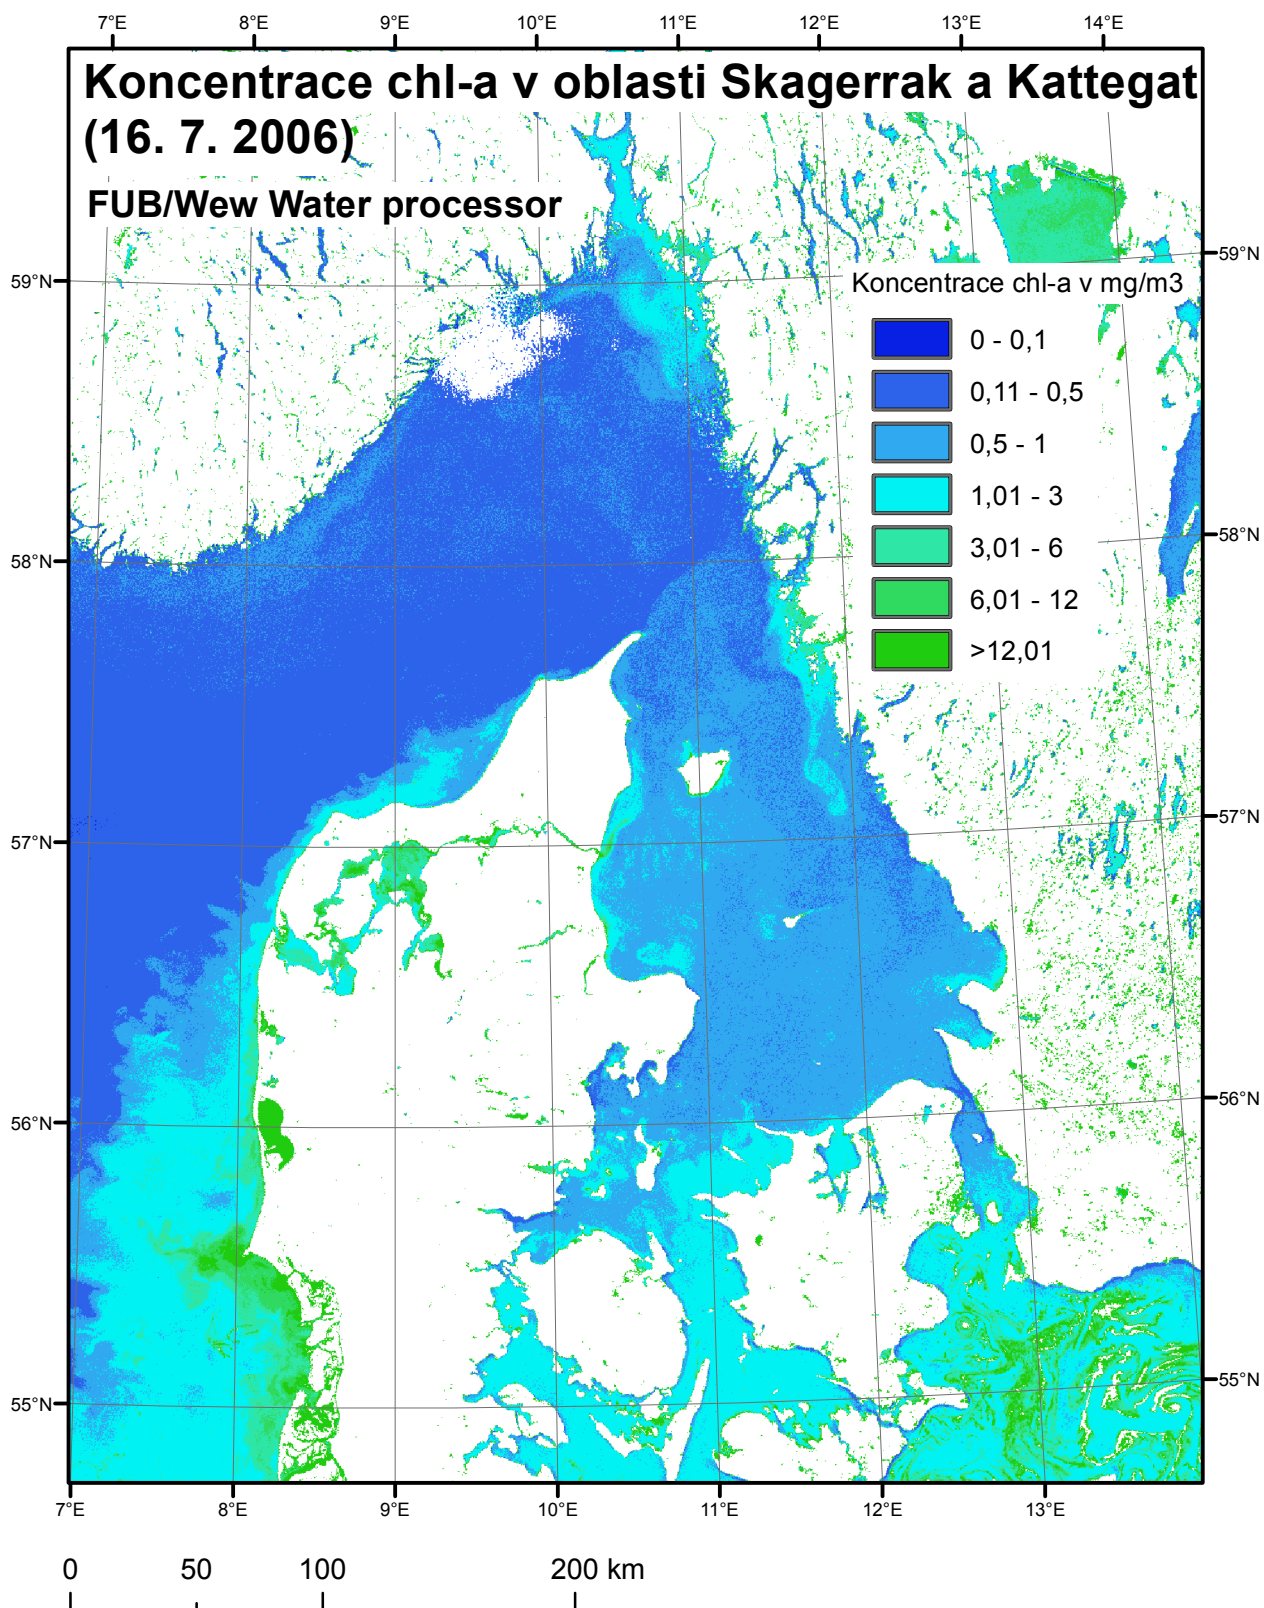 7°E 8°E 9°E 10°E 11°E 12°E 13°E 14°E
Koncentrace chl-a v oblasti Skagerrak a Kattegat
(16. 7. 2006)
FUB/Wew Water processor
59°N 59°N
Koncentrace chl-a v mg/m3
0 - 0,1
0,11 - 0,5
0,5 - 1
1,01 - 3
3,01 - 6
6,01 - 12
>12,01
58°N 58°N
57°N 57°N
56°N 56°N
55°N 55°N
7°E 8°E 9°E 10°E 11°E 12°E 13°E
0 50 100 200 km